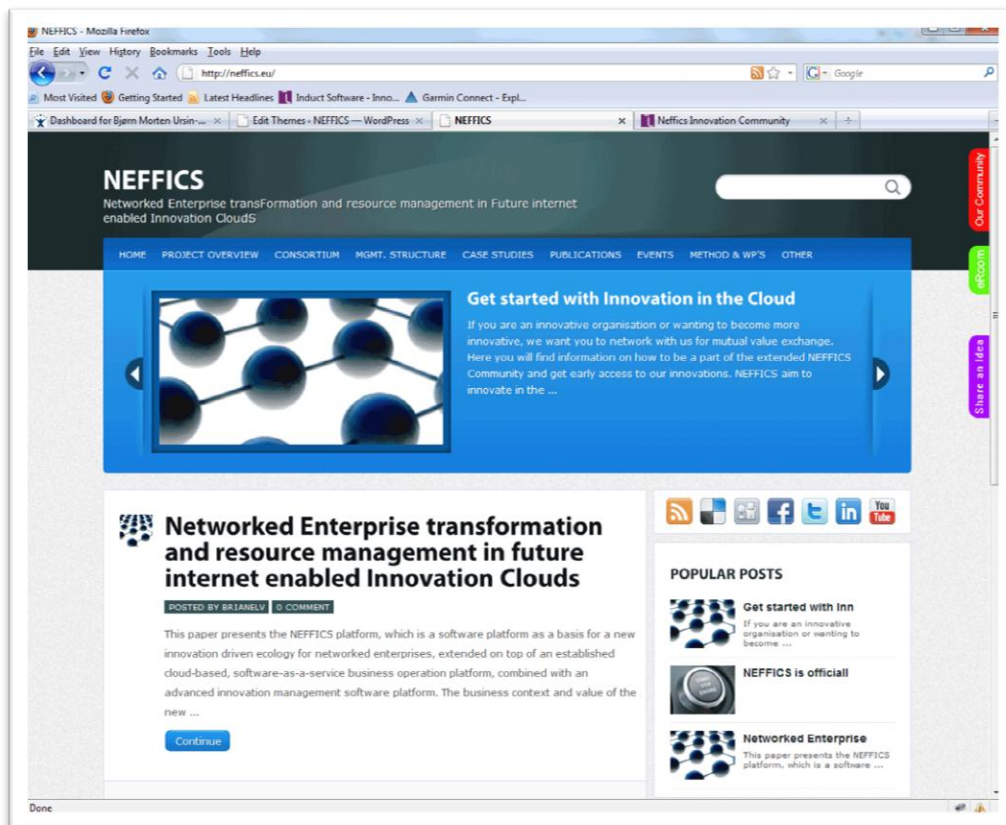 NEFFICS - Mozilla Firefox
File Edit View History Bookmarks Tools Help
http://neffics.eu/
Google
Most Visited Getting Started Latest Headlines Induct Software - Inno... Garmin Connect - Expl...
Dashboard for Bjørn Morten Ursin-... Edit Themes ‹ NEFFICS — WordPress NEFFICS Neffics Innovation Community
NEFFICS
Networked Enterprise transFormation and resource management in Future internet
enabled Innovation CloudS
Our Community
eRoom
Share an idea
HOME PROJECT OVERVIEW CONSORTIUM MGMT. STRUCTURE CASE STUDIES PUBLICATIONS EVENTS METHOD & WP'S OTHER
Get started with Innovation in the Cloud
If you are an innovative organisation or wanting to become more
innovative, we want you to network with us for mutual value exchange.
Here you will find information on how to be a part of the extended NEFFICS
Community and get early access to our innovations. NEFFICS aim to
innovate in the ...
Networked Enterprise transformation
and resource management in future
internet enabled Innovation Clouds
POSTED BY BRIANELV 0 COMMENT
This paper presents the NEFFICS platform, which is a software platform as a basis for a new
innovation driven ecology for networked enterprises, extended on top of an established
cloud-based, software-as-a-service business operation platform, combined with an
advanced innovation management software platform. The business context and value of the
new ...
Continue
You
Tube
POPULAR POSTS
Get started with Inn
If you are an innovative
organisation or wanting to
become ...
NEFFICS is officiall
Networked Enterprise
This paper presents the NEFFICS
platform, which is a software ...
Done